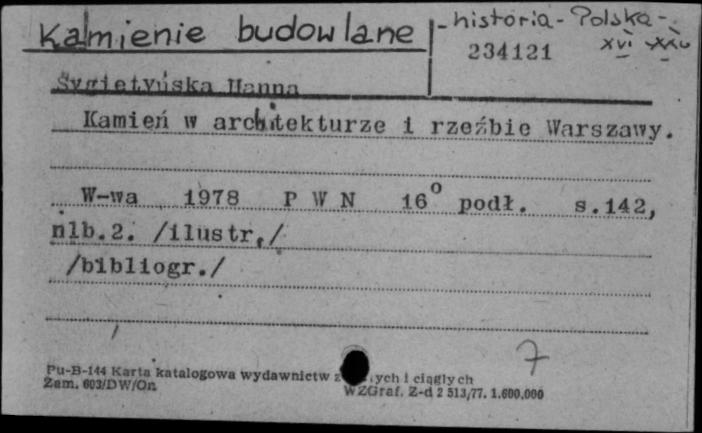 Kamienie budowlane - historia - Polska -
234121 XVI - XX w
Sygietyńska Hanna
Kamień w architekturze i rzeźbie Warszawy.
W-wa 1978 P W N 16° podł. s.142,
nlb.2. /ilustr./
/bibliogr./
7
Pu-B-144 Karta katalogowa wydawnictw ych i ciągłych
Zam. 603/DW/On WZGraf. Z-d 2 513/77. 1.600.000